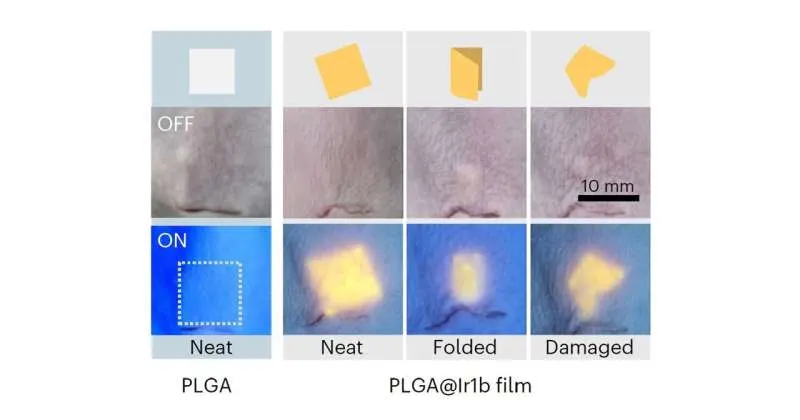 OFF
10 mm
ON
Neat
Neat
Folded
Damaged
PLGA
PLGA@Ir1b film